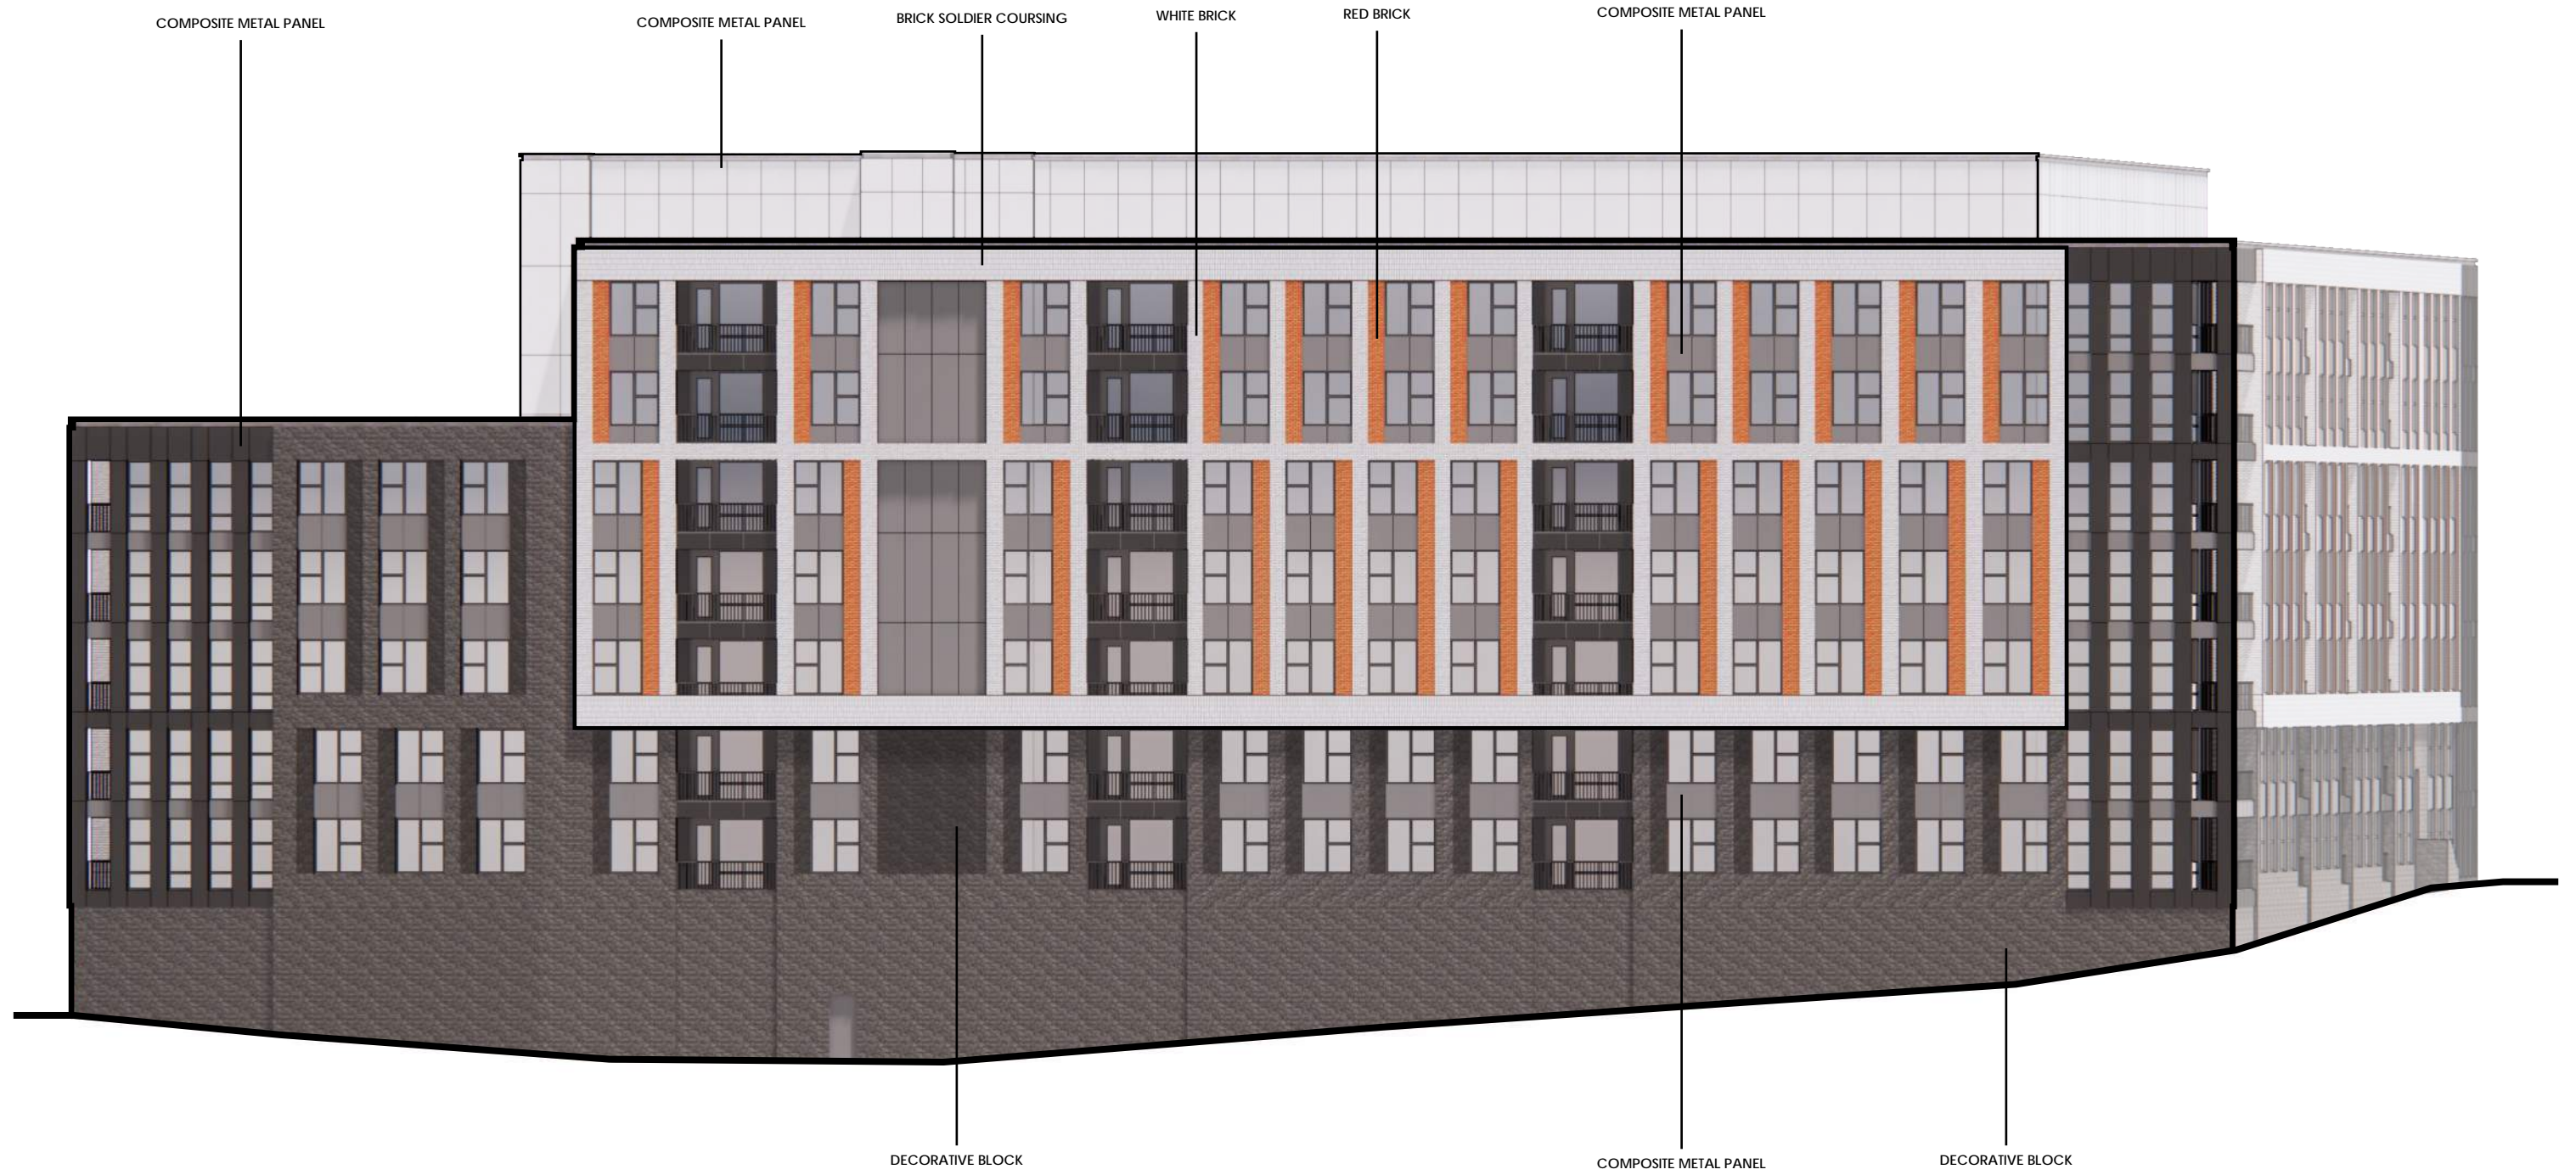 COMPOSITE METAL PANEL
COMPOSITE METAL PANEL
BRICK SOLDIER COURSING
WHITE BRICK
RED BRICK
COMPOSITE METAL PANEL
DECORATIVE BLOCK
COMPOSITE METAL PANEL
DECORATIVE BLOCK